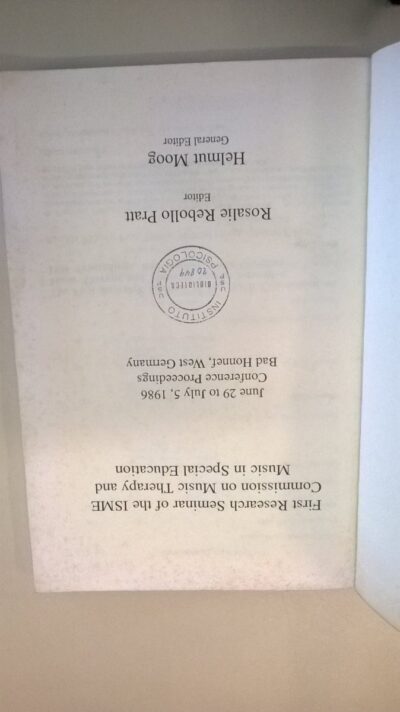 First Research Seminar of the ISME
Commission on Music Therapy and
Music in Special Education
June 29 to July 5, 1986
Conference Proceedings
Bad Honnef, West Germany
INSTITUTO
PSICOLOGIA
BIBLIOTECA
Rosalie Rebollo Pratt
Editor
Helmut Moog
General Editor